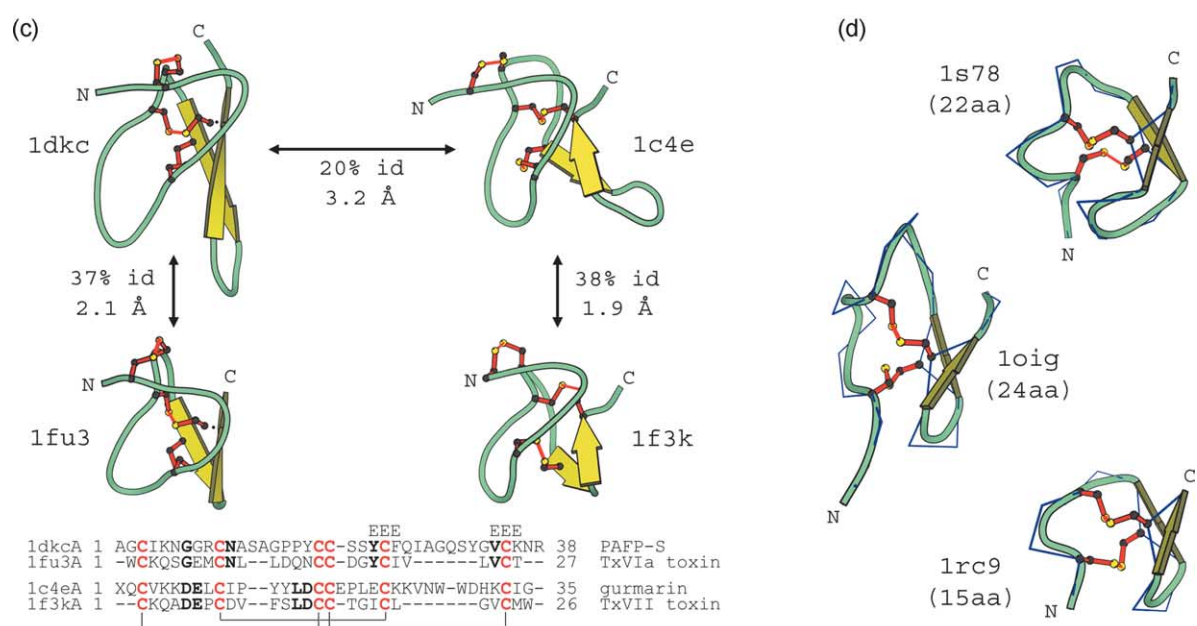 (c)
(d)
N
C
1dkc
20% id
3.2 Å
N
C
1c4e
37% id
2.1 Å
38% id
1.9 Å
N
C
1fu3
N
C
1f3k
EEE EEE
1dkcA 1 AGCIKNGGRCNASAGPPYCC-SSYCFQIAGQSYGVCKNR 38 PAFP-S
1fu3A 1 -WCKQSGEMCNL-LDQNCC-DGYCIV-----LVCT-- 27 TxVIa toxin
1c4eA 1 XQCVKKDELCIP-YYLDCCEPLECKKVNW-WDHKCIG- 35 gurmarin
1f3kA 1 --CKQADEPCDV-FSLDCCTGICL------GVCMW- 26 TxVII toxin
1s78
(22aa)
C
N
1oig
(24aa)
C
N
1rc9
(15aa)
C
N